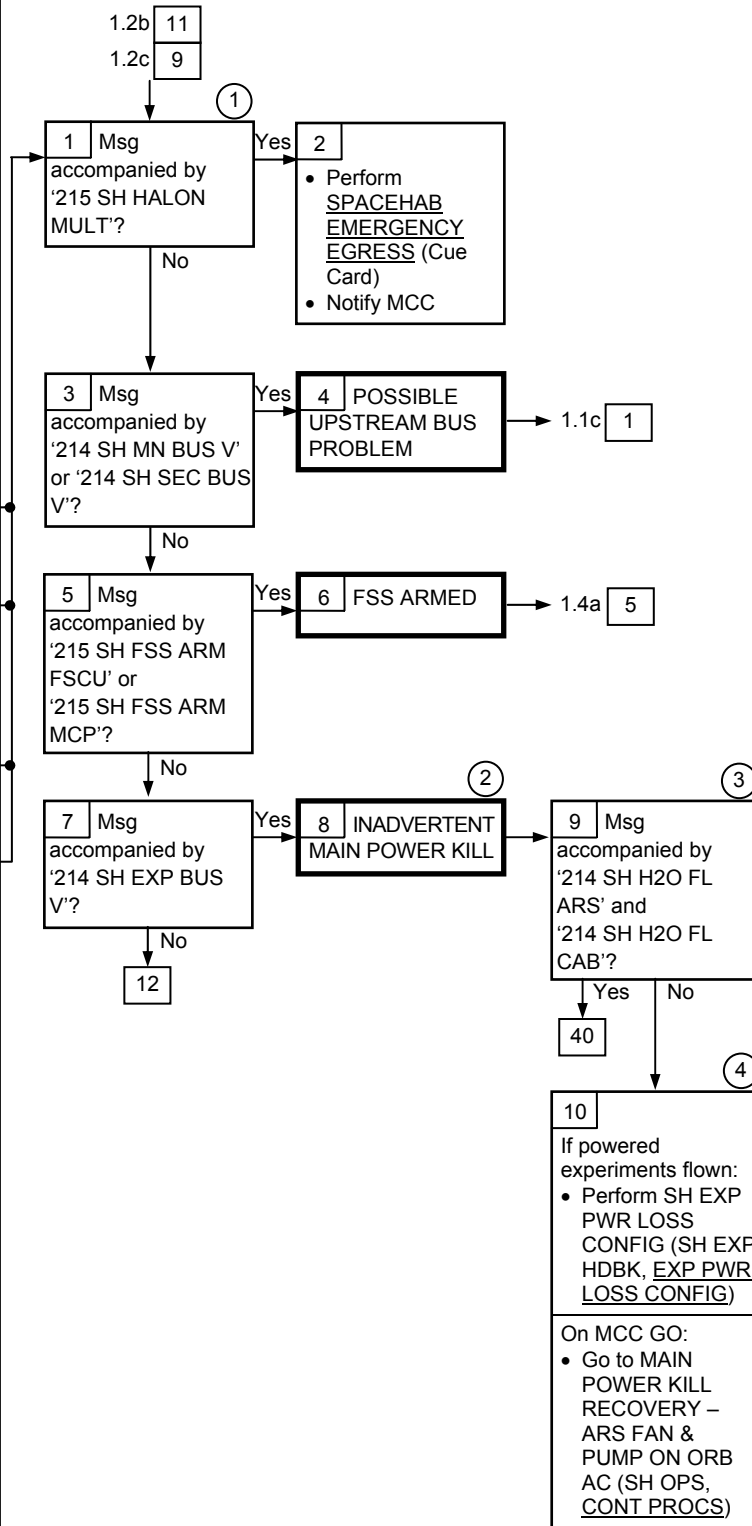 1.2b 11
1.2c 9
1
1 Msg
accompanied by
‘215 SH HALON
MULT’?
Yes
No
2
• Perform
SPACEHAB
EMERGENCY
EGRESS (Cue
Card)
• Notify MCC
3 Msg
accompanied by
‘214 SH MN BUS V’
or ‘214 SH SEC BUS
V’?
Yes
No
4 POSSIBLE
UPSTREAM BUS
PROBLEM
1.1c 1
5 Msg
accompanied by
‘215 SH FSS ARM
FSCU’ or
‘215 SH FSS ARM
MCP’?
Yes
No
6 FSS ARMED
1.4a 5
7 Msg
accompanied by
‘214 SH EXP BUS
V’?
Yes
No
12
2
8 INADVERTENT
MAIN POWER KILL
3
9 Msg
accompanied by
‘214 SH H2O FL
ARS’ and
‘214 SH H2O FL
CAB’?
Yes
No
40
4
10
If powered
experiments flown:
• Perform SH EXP
PWR LOSS
CONFIG (SH EXP
HDBK, EXP PWR
LOSS CONFIG)
On MCC GO:
• Go to MAIN
POWER KILL
RECOVERY –
ARS FAN &
PUMP ON ORB
AC (SH OPS,
CONT PROCS)